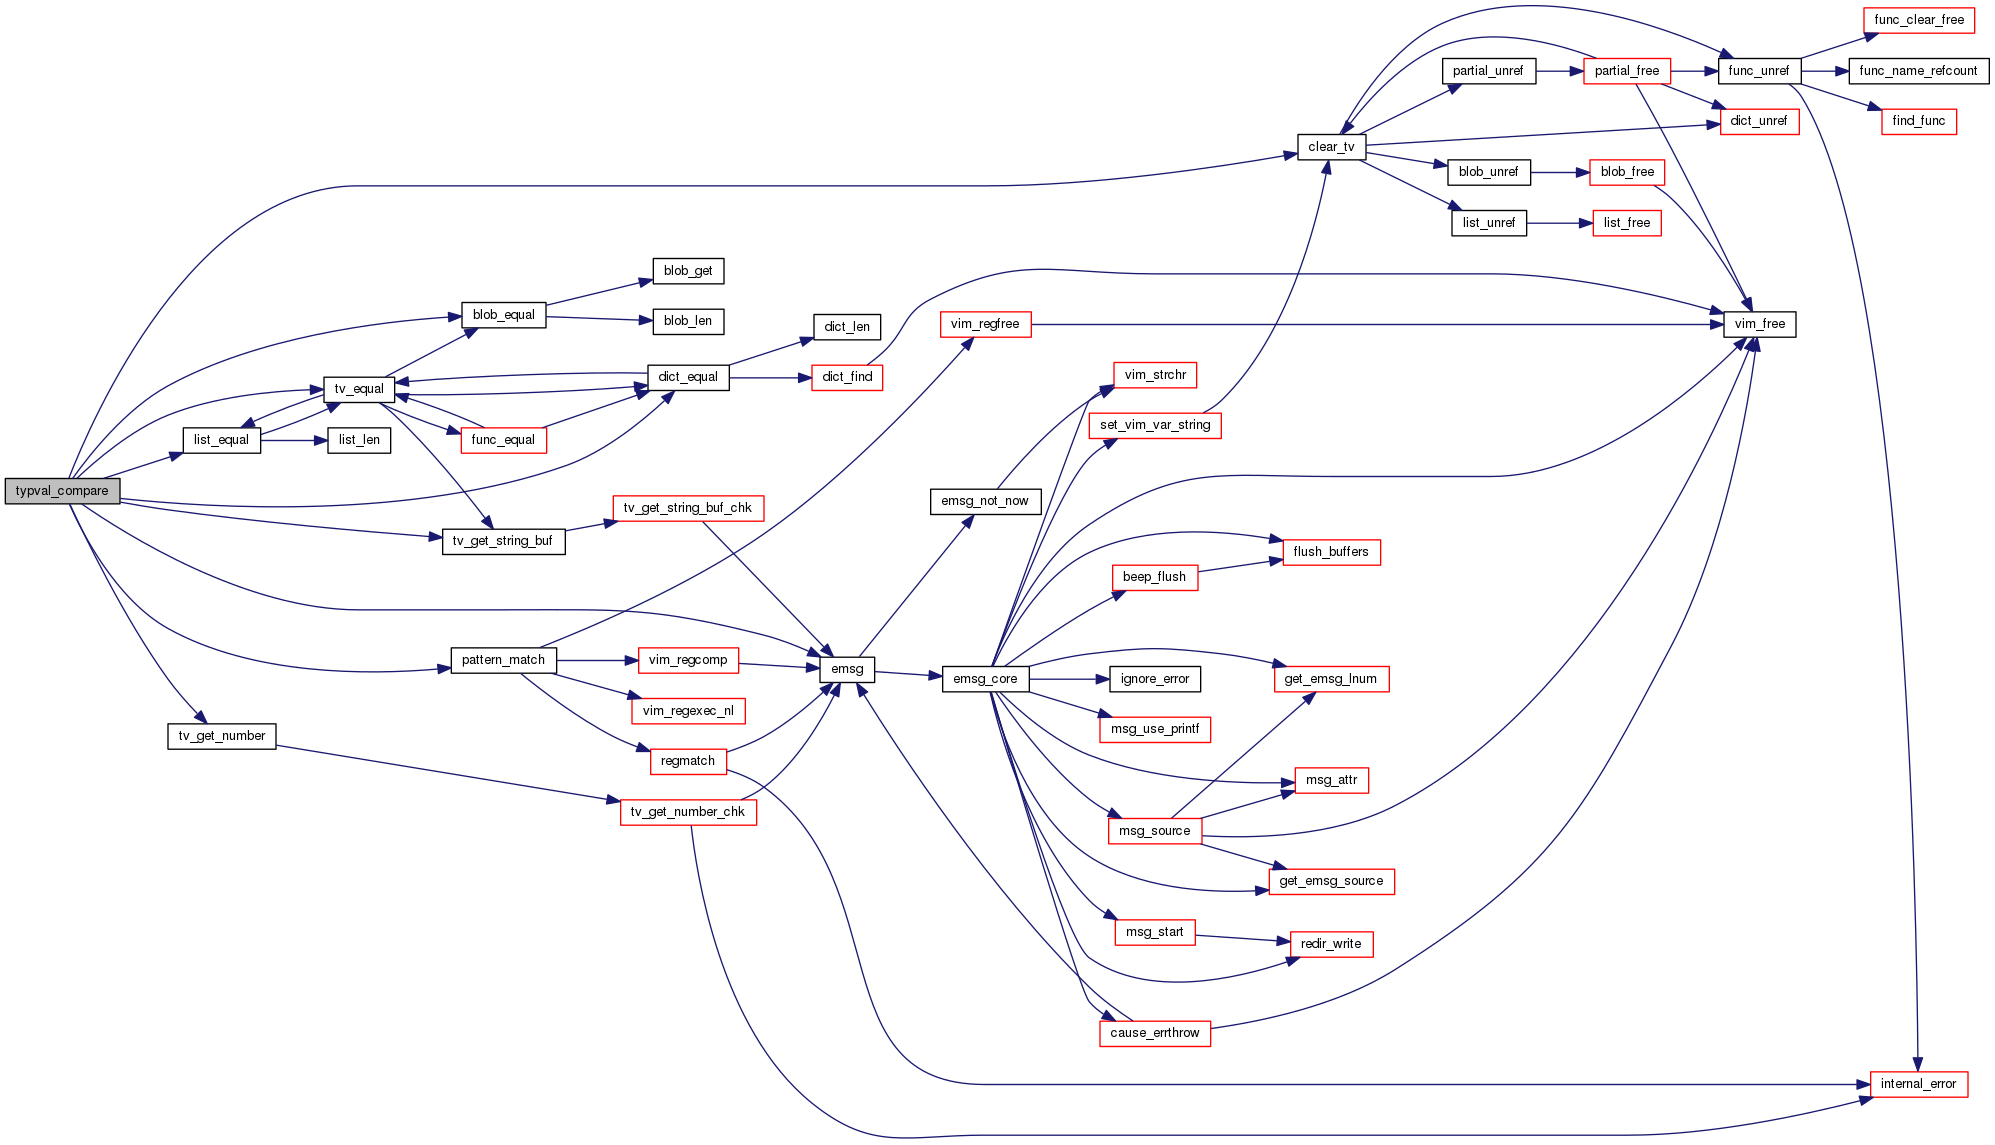 func_clear_free
partial_unref
partial_free
func_unref
func_name_refcount
dict_unref
find_func
clear_tv
blob_unref
blob_free
list_unref
list_free
blob_get
blob_equal
blob_len
vim_regfree
vim_free
dict_len
tv_equal
dict_equal
dict_find
vim_strchr
set_vim_var_string
list_equal
list_len
func_equal
typval_compare
emsg_not_now
tv_get_string_buf_chk
tv_get_string_buf
flush_buffers
beep_flush
pattern_match
vim_regcomp
emsg
emsg_core
ignore_error
get_emsg_lnum
vim_regexec_nl
msg_use_printf
tv_get_number
regmatch
msg_attr
tv_get_number_chk
msg_source
get_emsg_source
msg_start
redir_write
cause_errthrow
internal_error